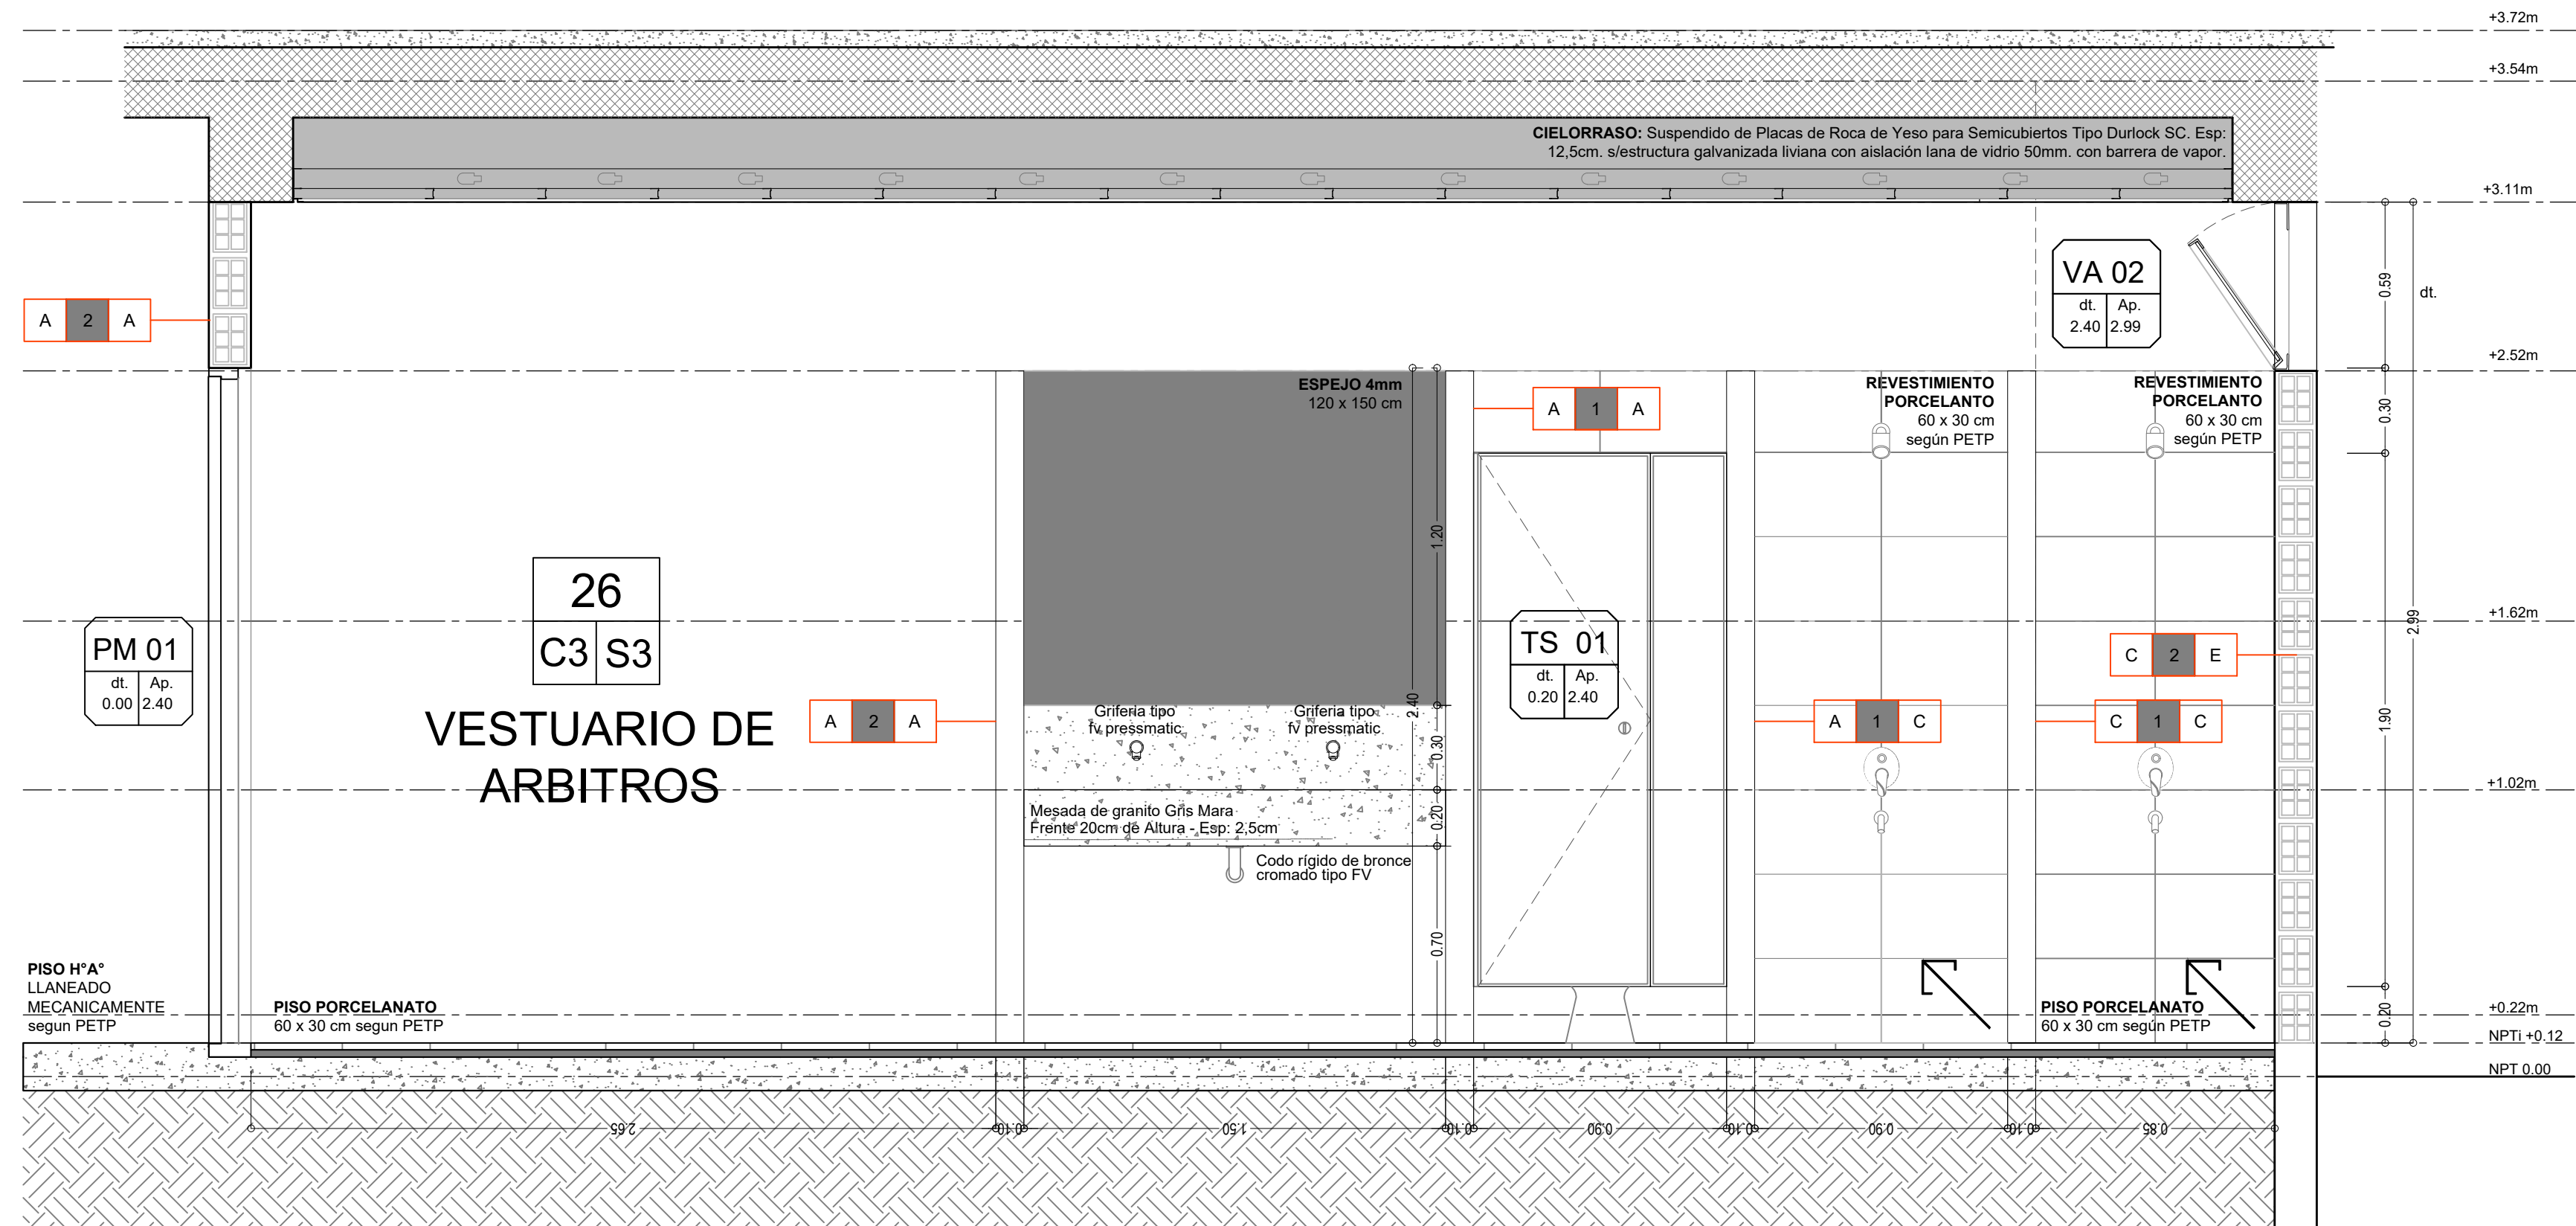 +3.72m
+3.54m
CIELORRASO: Suspendido de Placas de Roca de Yeso para Semicubiertos Tipo Durlock SC. Esp:
12,5cm. s/estructura galvanizada liviana con aislación lana de vidrio 50mm. con barrera de vapor.
+3.11m
VA 02
dt. Ap.
2.40 2.99
0.59
dt.
A 2 A
+2.52m
ESPEJO 4mm
120 x 150 cm
A 1 A
REVESTIMIENTO
PORCELANTO
60 x 30 cm
según PETP
REVESTIMIENTO
PORCELANTO
60 x 30 cm
según PETP
0.30
1.20
26
C3 S3
VESTUARIO DE
ARBITROS
PM 01
dt. Ap.
0.00 2.40
TS 01
dt. Ap.
0.20 2.40
+1.62m
2.99
C 2 E
A 2 A
2.40
A 1 C
C 1 C
1.90
Griferia tipo
fv pressmatic
Griferia tipo
fv pressmatic
0.30
+1.02m
Mesada de granito Gris Mara
Frente 20cm de Altura - Esp: 2,5cm
0.20
Codo rígido de bronce
cromado tipo FV
0.70
PISO H°A°
LLANEADO
MECANICAMENTE
segun PETP
PISO PORCELANATO
60 x 30 cm segun PETP
PISO PORCELANATO
60 x 30 cm según PETP
0.20
+0.22m
NPTi +0.12
NPT 0.00
2.65
0.10
1.50
0.10
0.90
0.10
0.90
0.10
0.85